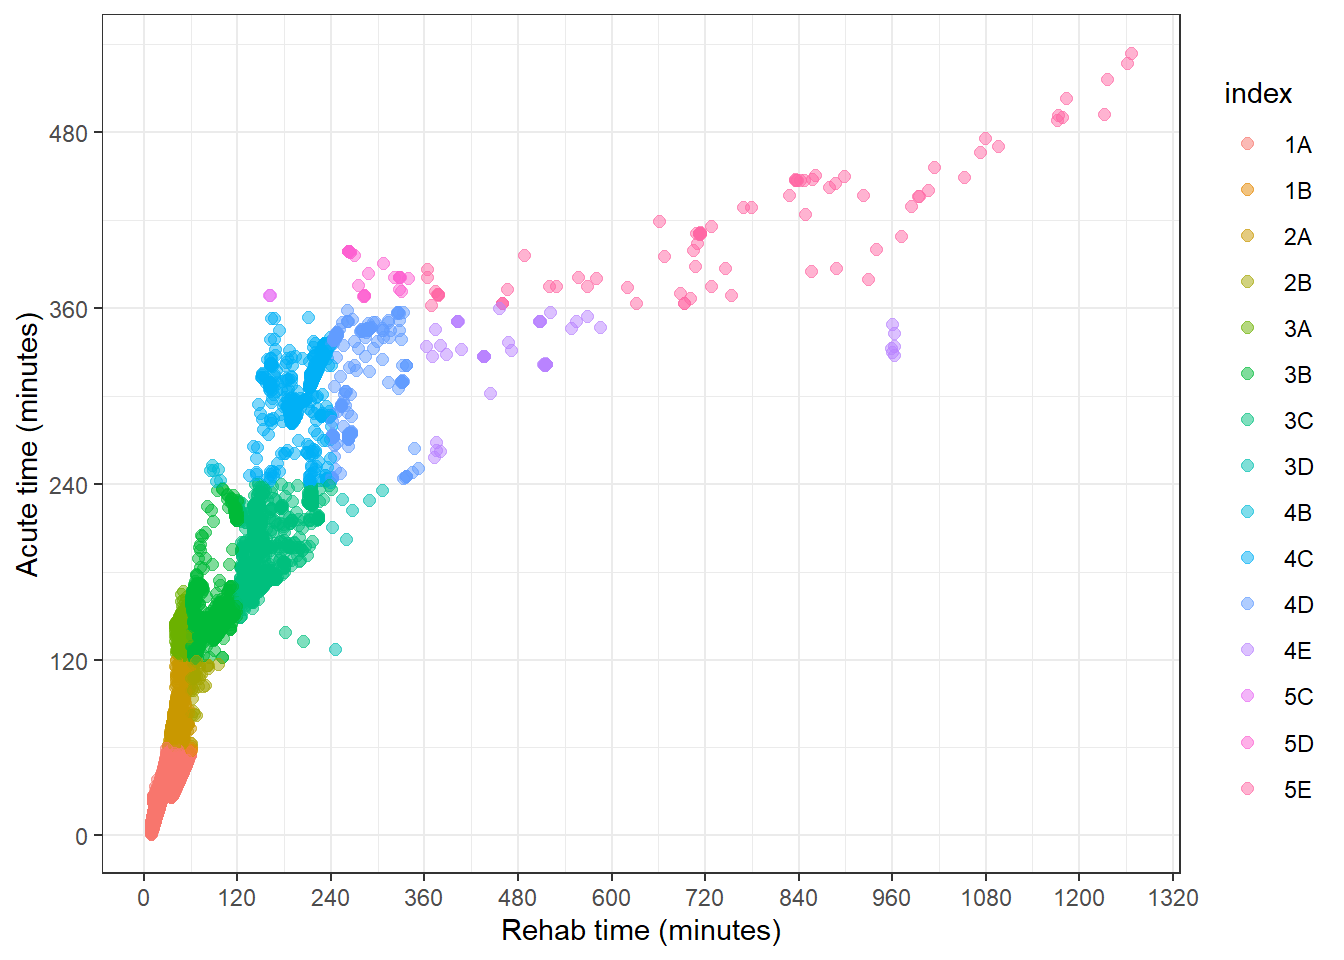 480
360
240
120
0
Acute time (minutes)
0 120 240 360 480 600 720 840 960 1080 1200 1320
Rehab time (minutes)
index
1A
1B
2A
2B
3A
3B
3C
3D
4B
4C
4D
4E
5C
5D
5E